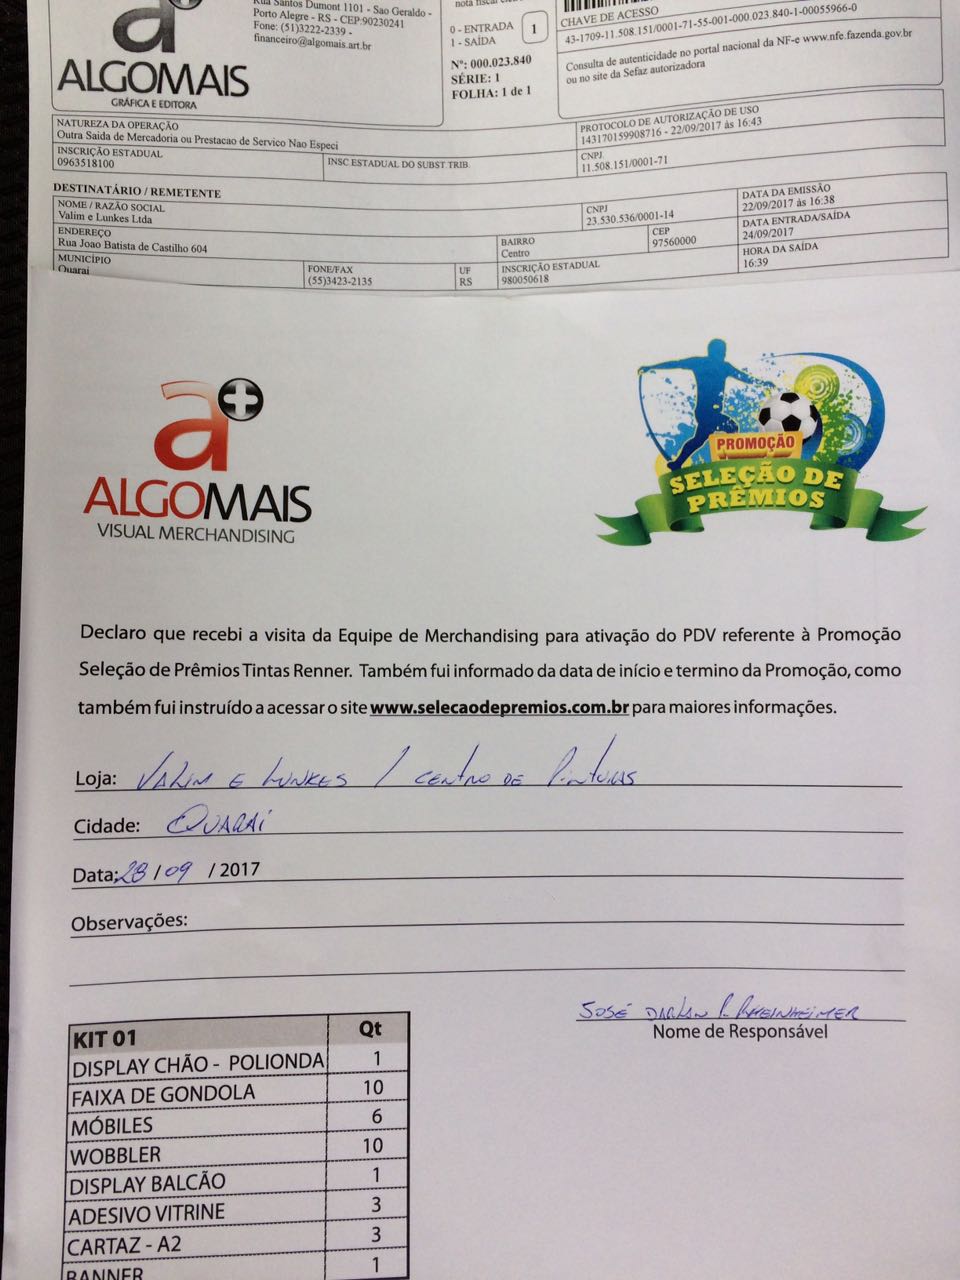 Rua Santos Dumont 1101 - Sao Geraldo -
Porto Alegre - RS - CEP:90230241
Fone: (51)3222-2339 -
financeiro@algomais.art.br
a+
ALGOMAIS
GRÁFICA E EDITORA
0 - ENTRADA
1 - SAÍDA
1
Nº: 000.023.840
SÉRIE: 1
FOLHA: 1 de 1
CHAVE DE ACESSO
43-1709-11.508.151/0001-71-55-001-000.023.840-1-00055966-0
Consulta de autenticidade no portal nacional da NF-e www.nfe.fazenda.gov.br
ou no site da Sefaz autorizadora
NATUREZA DA OPERAÇÃO
Outra Saida de Mercadoria ou Prestacao de Servico Nao Especi
PROTOCOLO DE AUTORIZAÇÃO DE USO
143170159908716 - 22/09/2017 às 16:43
INSCRIÇÃO ESTADUAL
0963518100
INSC ESTADUAL DO SUBST TRIB.
CNPJ.
11.508.151/0001-71
DESTINATÁRIO / REMETENTE
NOME / RAZÃO SOCIAL
Valim e Lunkes Ltda
CNPJ
23.530.536/0001-14
DATA DA EMISSÃO
22/09/2017 às 16:38
ENDEREÇO
Rua Joao Batista de Castilho 604
BAIRRO
Centro
CEP
97560000
DATA ENTRADA/SAÍDA
24/09/2017
MUNICÍPIO
Quarai
FONE/FAX
(55)3423-2135
UF
RS
INSCRIÇÃO ESTADUAL
980050618
HORA DA SAÍDA
16:39
a+
ALGOMAIS
VISUAL MERCHANDISING
PROMOÇÃO
SELEÇÃO DE
PRÊMIOS
Declaro que recebi a visita da Equipe de Merchandising para ativação do PDV referente à Promoção
Seleção de Prêmios Tintas Renner. Também fui informado da data de início e termino da Promoção, como
também fui instruído a acessar o site www.selecaodepremios.com.br para maiores informações.
Loja: VALIM E LUNKES / CENTRO DE PINTURAS
Cidade: QUARAÍ
Data: 28/09 / 2017
Observações:
JOSÉ DARLAN R. RHEINHEIMER
Nome de Responsável
KIT 01 Qt
DISPLAY CHÃO - POLIONDA 1
FAIXA DE GONDOLA 10
MÓBILES 6
WOBBLER 10
DISPLAY BALCÃO 1
ADESIVO VITRINE 3
CARTAZ - A2 3
BANNER 1